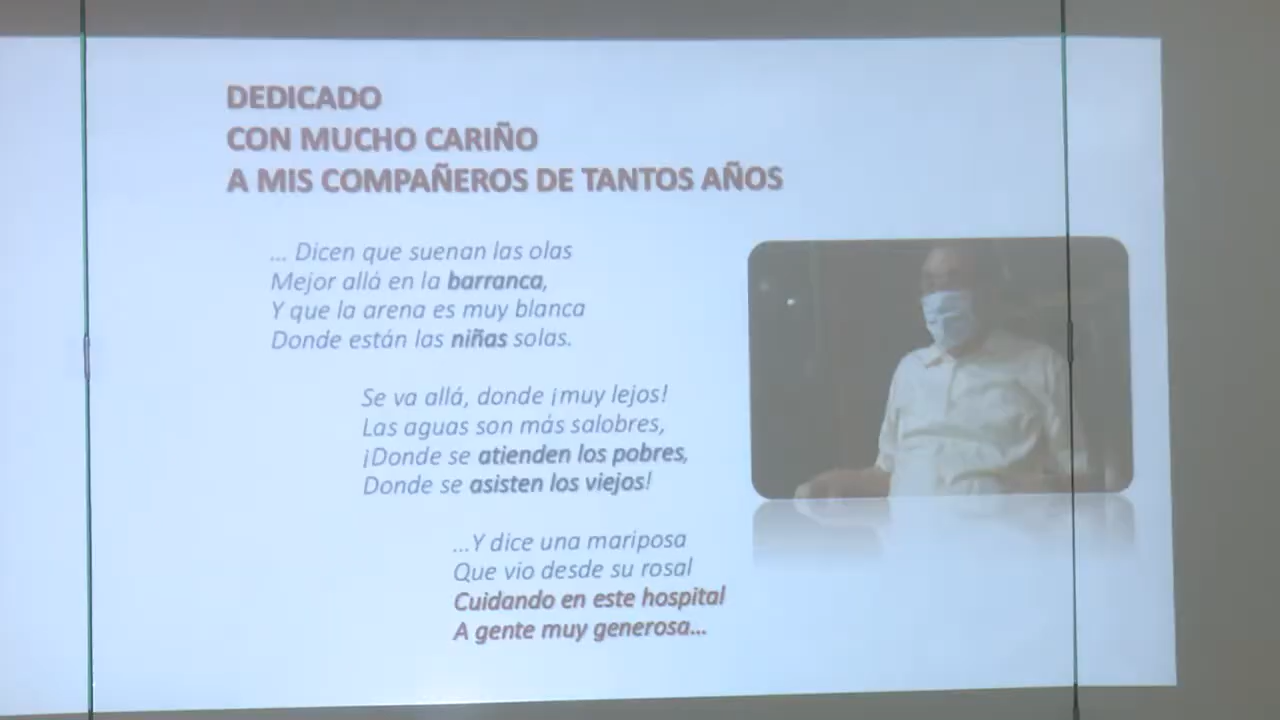 DEDICADO
CON MUCHO CARIÑO
A MIS COMPAÑEROS DE TANTOS AÑOS
... Dicen que suenan las olas
Mejor allá en la barranca,
Y que la arena es muy blanca
Donde están las niñas solas.
Se va allá, donde ¡muy lejos!
Las aguas son más salobres,
¡Donde se atienden los pobres,
Donde se asisten los viejos!
...Y dice una mariposa
Que vio desde su rosal
Cuidando en este hospital
A gente muy generosa...